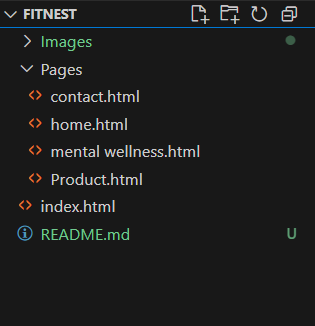 FITNEST
Images
Pages
contact.html
home.html
mental wellness.html
Product.html
index.html
README.md U